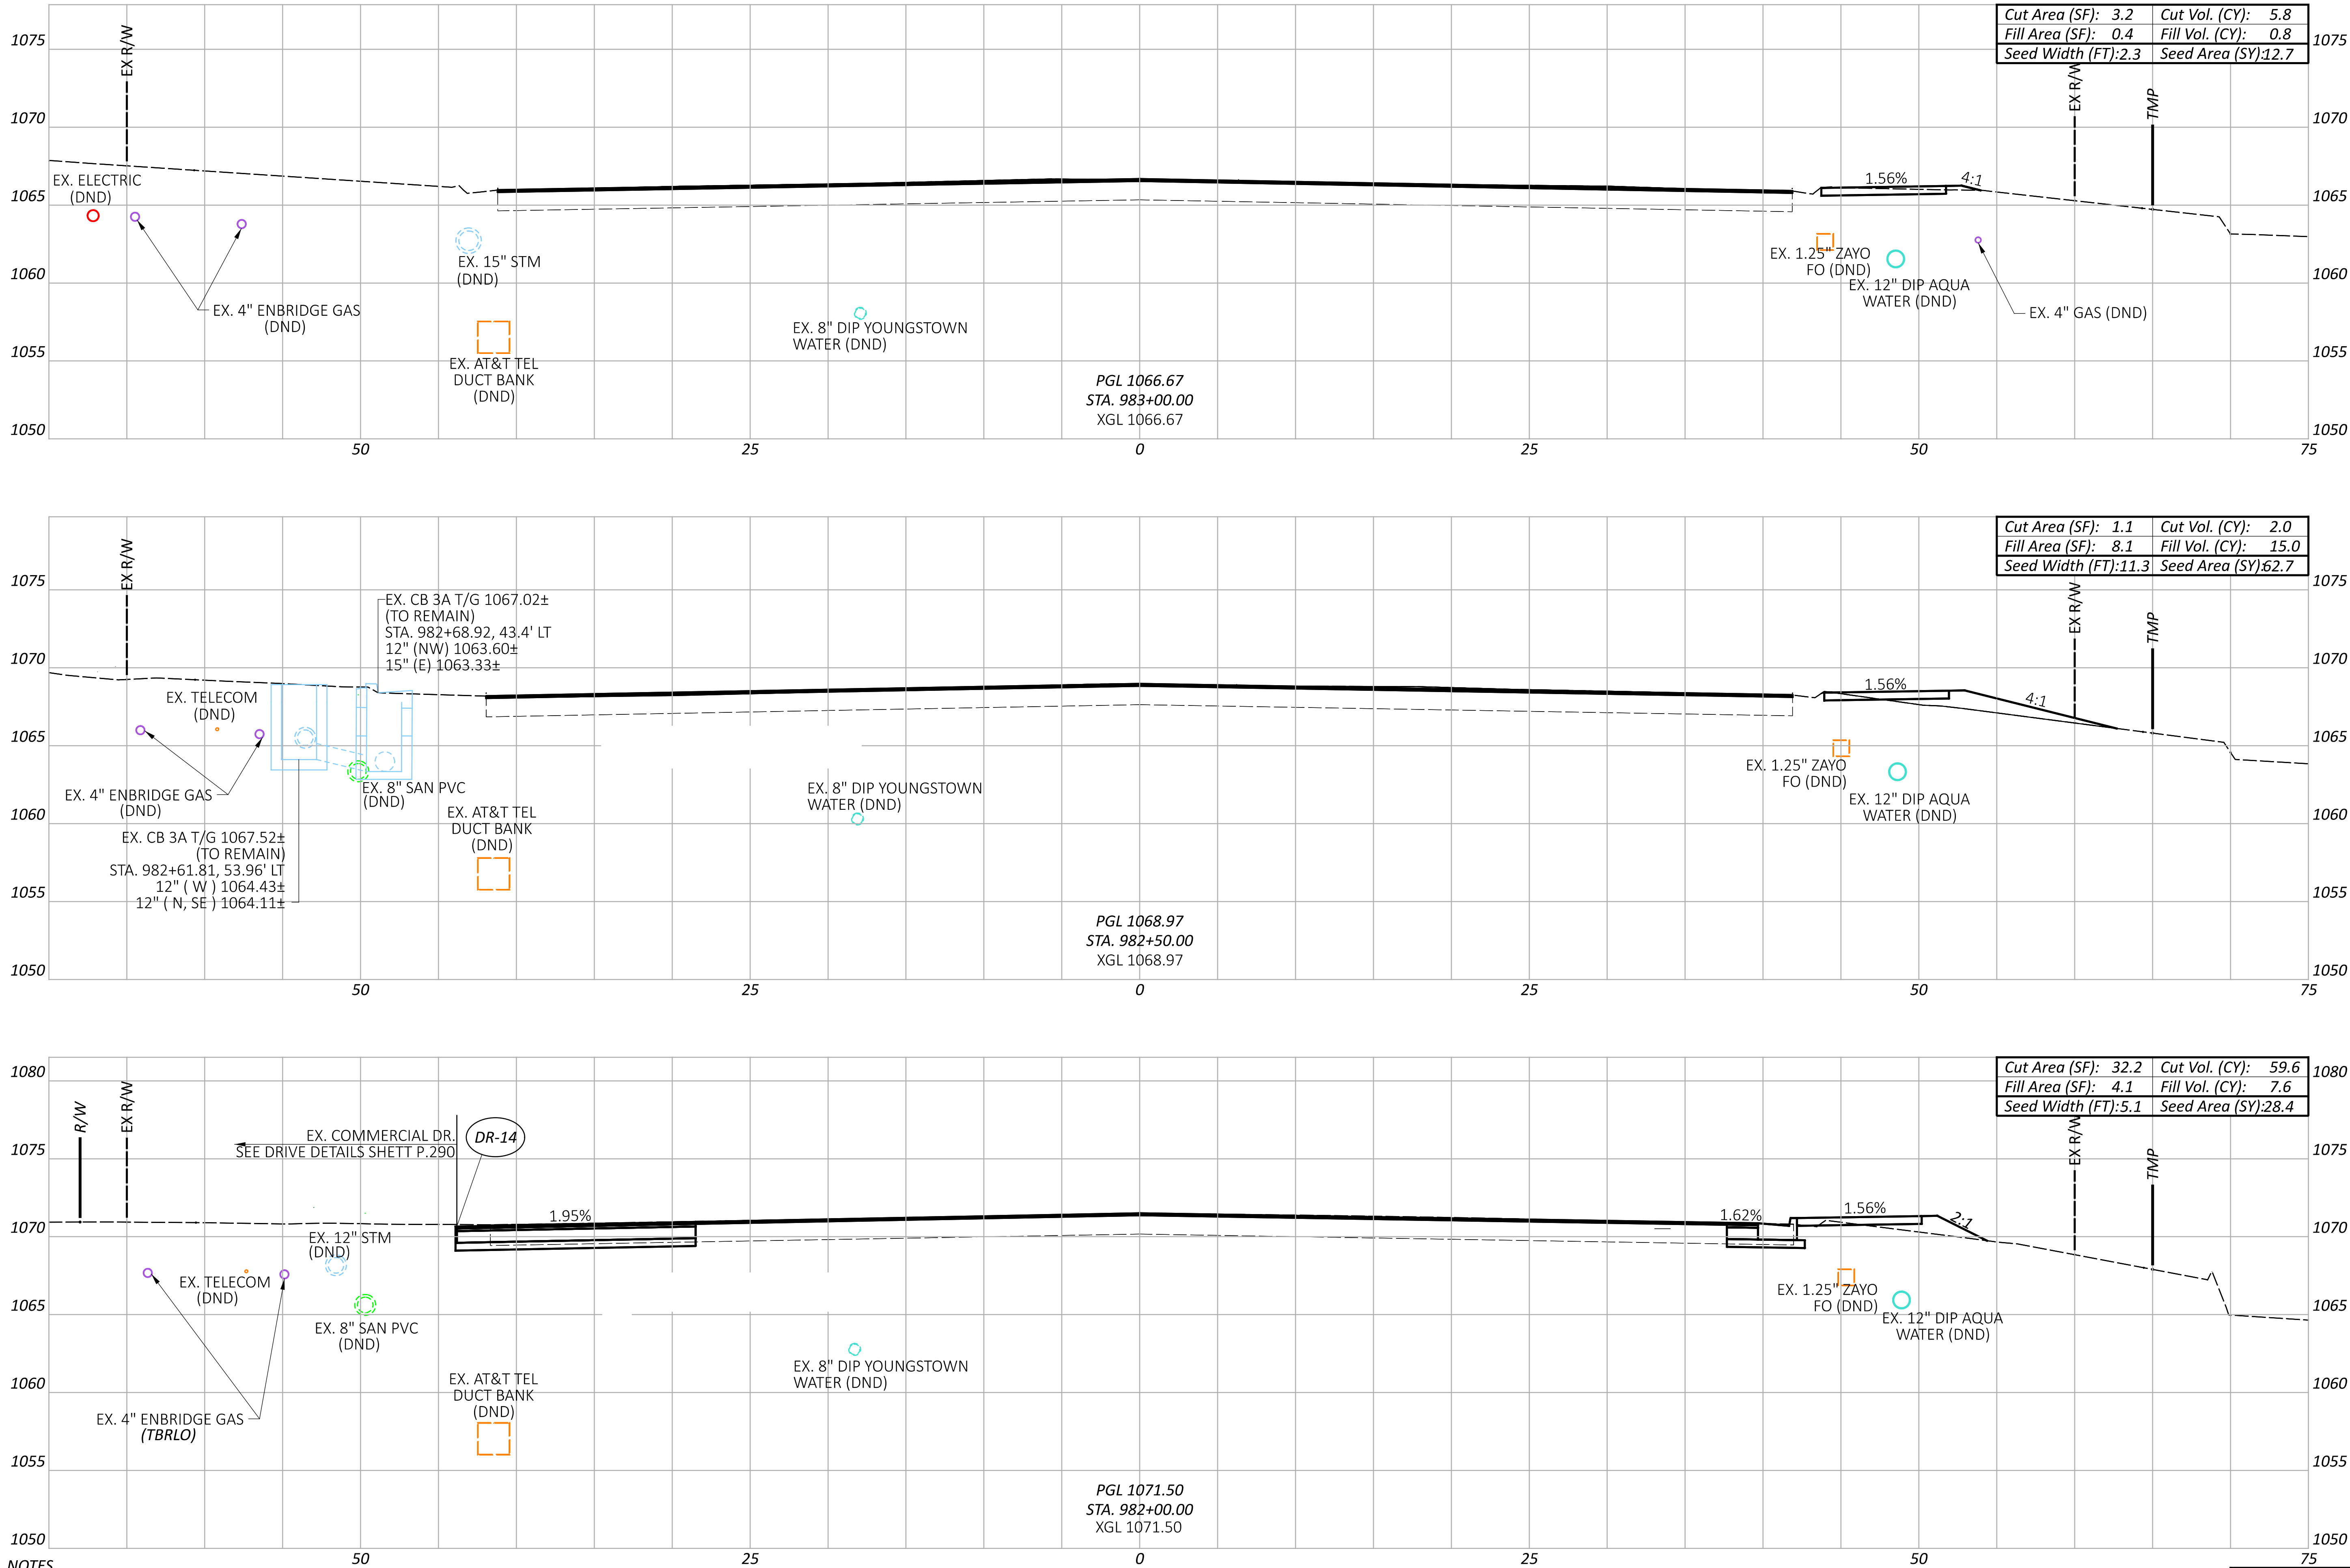 Cut Area (SF): 3.2 Cut Vol. (CY): 5.8
Fill Area (SF): 0.4 Fill Vol. (CY): 0.8
Seed Width (FT):2.3 Seed Area (SY):12.7
1075
1070
1065
1060
1055
1050
EX R/W
EX. ELECTRIC
(DND)
EX. 4" ENBRIDGE GAS
(DND)
EX. 15" STM
(DND)
EX. AT&T TEL
DUCT BANK
(DND)
EX. 8" DIP YOUNGSTOWN
WATER (DND)
PGL 1066.67
STA. 983+00.00
XGL 1066.67
1.56%
4:1
EX. 1.25" ZAYO
FO (DND)
EX. 12" DIP AQUA
WATER (DND)
EX. 4" GAS (DND)
EX R/W
TMP
1075
1070
1065
1060
1055
1050
50 25 0 25 50 75
Cut Area (SF): 1.1 Cut Vol. (CY): 2.0
Fill Area (SF): 8.1 Fill Vol. (CY): 15.0
Seed Width (FT):11.3 Seed Area (SY):62.7
1075
1070
1065
1060
1055
1050
EX R/W
EX. CB 3A T/G 1067.02±
(TO REMAIN)
STA. 982+68.92, 43.4' LT
12" (NW) 1063.60±
15" (E) 1063.33±
EX. TELECOM
(DND)
EX. 4" ENBRIDGE GAS
(DND)
EX. 8" SAN PVC
(DND)
EX. CB 3A T/G 1067.52±
(TO REMAIN)
STA. 982+61.81, 53.96' LT
12" ( W ) 1064.43±
12" ( N, SE ) 1064.11±
EX. AT&T TEL
DUCT BANK
(DND)
EX. 8" DIP YOUNGSTOWN
WATER (DND)
PGL 1068.97
STA. 982+50.00
XGL 1068.97
1.56%
4:1
EX. 1.25" ZAYO
FO (DND)
EX. 12" DIP AQUA
WATER (DND)
EX R/W
TMP
1075
1070
1065
1060
1055
1050
50 25 0 25 50 75
Cut Area (SF): 32.2 Cut Vol. (CY): 59.6
Fill Area (SF): 4.1 Fill Vol. (CY): 7.6
Seed Width (FT):5.1 Seed Area (SY):28.4
1080
1075
1070
1065
1060
1055
1050
R/W
EX R/W
EX. COMMERCIAL DR.
SEE DRIVE DETAILS SHETT P.290
DR-14
1.95%
EX. 12" STM
(DND)
EX. TELECOM
(DND)
EX. 8" SAN PVC
(DND)
EX. 4" ENBRIDGE GAS
(TBRLO)
EX. AT&T TEL
DUCT BANK
(DND)
EX. 8" DIP YOUNGSTOWN
WATER (DND)
PGL 1071.50
STA. 982+00.00
XGL 1071.50
1.62%
1.56%
2:1
EX. 1.25" ZAYO
FO (DND)
EX. 12" DIP AQUA
WATER (DND)
EX R/W
TMP
1080
1075
1070
1065
1060
1055
1050
50 25 0 25 50 75
NOTES